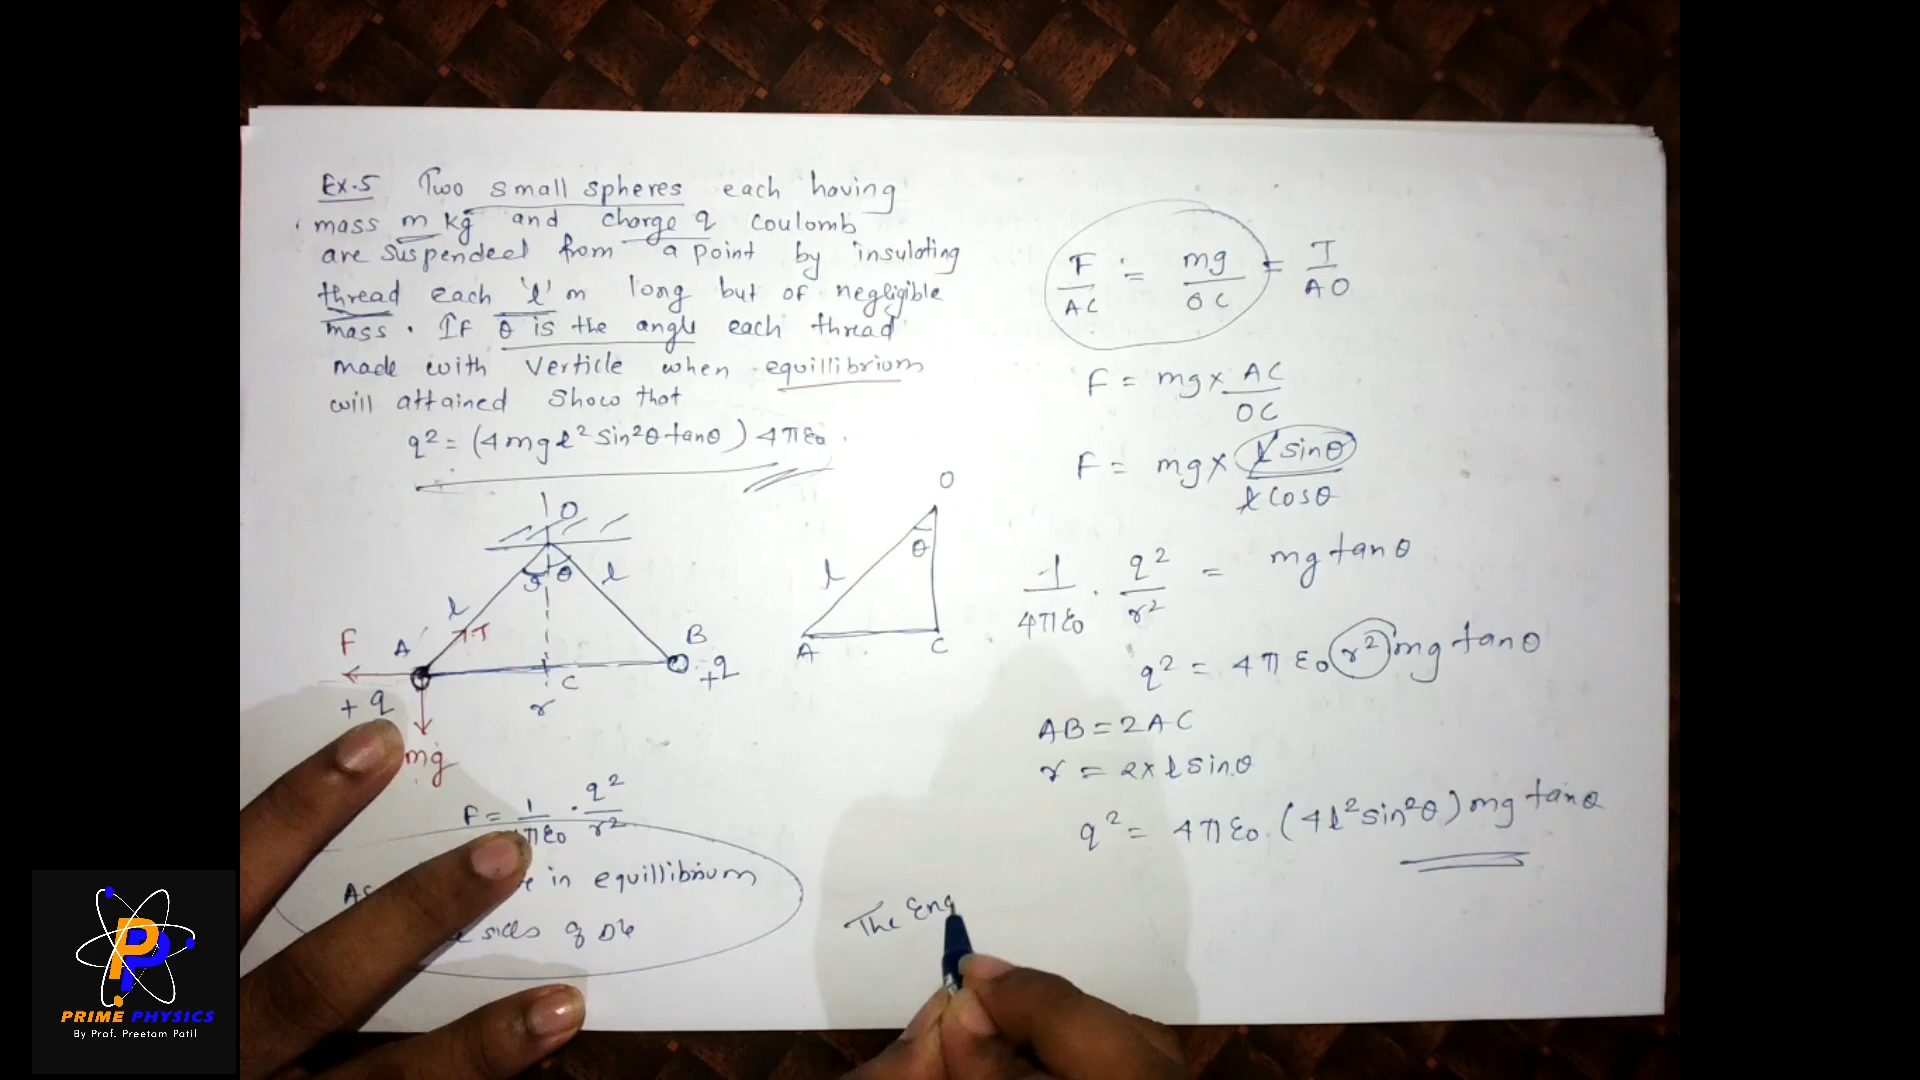 Ex.5 Two small spheres each having
mass m kg and charge q coulomb
are suspended from a point by insulating
thread each 'l' m long but of negligible
mass. If θ is the angle each thread
made with verticle when equillibrium
will attained show that
q² = (4mgl² sin²θ tanθ) 4πε₀.
O
θ θ
l l
T
F A B
+q C +q
r
mg
F = 1/4πε₀ · q²/r²
in equillibrium
sides of
O
θ
l
A C
F/AC = mg/OC = T/AO
F = mg × AC/OC
F = mg × l sinθ/l cosθ
1/4πε₀ · q²/r² = mg tanθ
q² = 4πε₀ r² mg tanθ
AB = 2AC
r = 2×l sinθ
q² = 4πε₀ · (4l² sin²θ) mg tanθ
The En
PRIME PHYSICS
By Prof. Preetam Patil